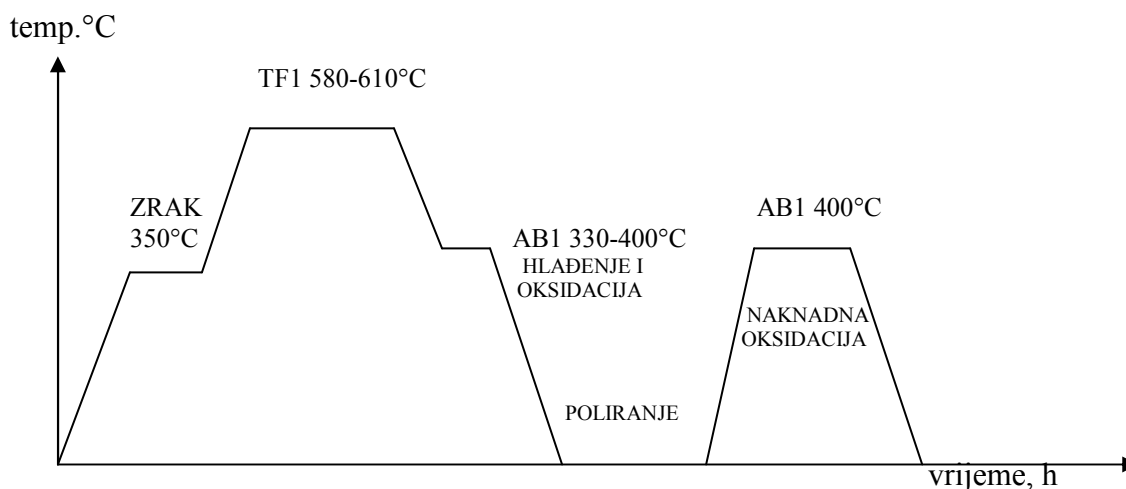 temp.°C
TF1 580-610°C
ZRAK
350°C
AB1 330-400°C
HLAĐENJE I
OKSIDACIJA
POLIRANJE
AB1 400°C
NAKNADNA
OKSIDACIJA
vrijeme, h